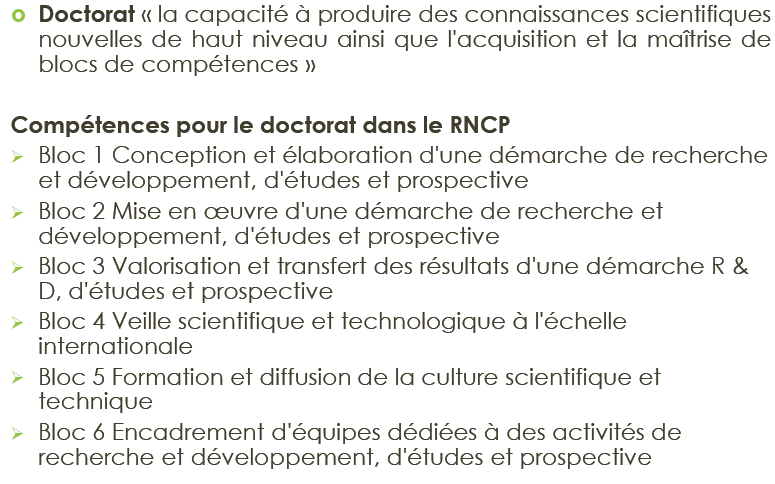 Doctorat « la capacité à produire des connaissances scientifiques
nouvelles de haut niveau ainsi que l'acquisition et la maîtrise de
blocs de compétences »
Compétences pour le doctorat dans le RNCP
Bloc 1 Conception et élaboration d'une démarche de recherche
et développement, d'études et prospective
Bloc 2 Mise en œuvre d'une démarche de recherche et
développement, d'études et prospective
Bloc 3 Valorisation et transfert des résultats d'une démarche R &
D, d'études et prospective
Bloc 4 Veille scientifique et technologique à l'échelle
internationale
Bloc 5 Formation et diffusion de la culture scientifique et
technique
Bloc 6 Encadrement d'équipes dédiées à des activités de
recherche et développement, d'études et prospective